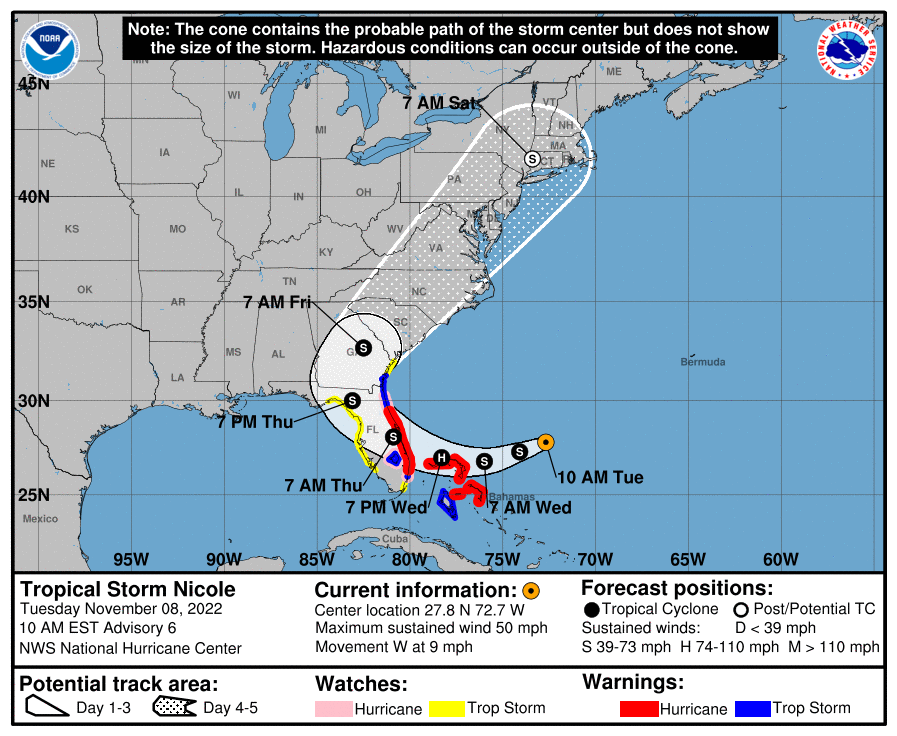 Note: The cone contains the probable path of the storm center but does not show
the size of the storm. Hazardous conditions can occur outside of the cone.
NOAA
NATIONAL WEATHER SERVICE
MN
ME
45N
WI
7 AM Sat
VT
NY
NH
MI
MA
S
CT
RI
NE
IA
PA
40N
IL
IN
OH
NJ
DE
KS
MO
WV
VA
KY
TN
NC
OK
35N
AR
7 AM Fri
SC
MS
AL
GA
S
Bermuda
LA
30N
S
7 PM Thu
FL
S
H
S
S
7 AM Thu
10 AM Tue
25N
7 PM Wed
Bahamas
7 AM Wed
Mexico
Cuba
95W
90W
85W
80W
75W
70W
65W
60W
Tropical Storm Nicole
Tuesday November 08, 2022
10 AM EST Advisory 6
NWS National Hurricane Center
Current information:
Center location 27.8 N 72.7 W
Maximum sustained wind 50 mph
Movement W at 9 mph
Forecast positions:
Tropical Cyclone
Post/Potential TC
Sustained winds:
D < 39 mph
S 39-73 mph
H 74-110 mph
M > 110 mph
Potential track area:
Day 1-3
Day 4-5
Watches:
Hurricane
Trop Storm
Warnings:
Hurricane
Trop Storm